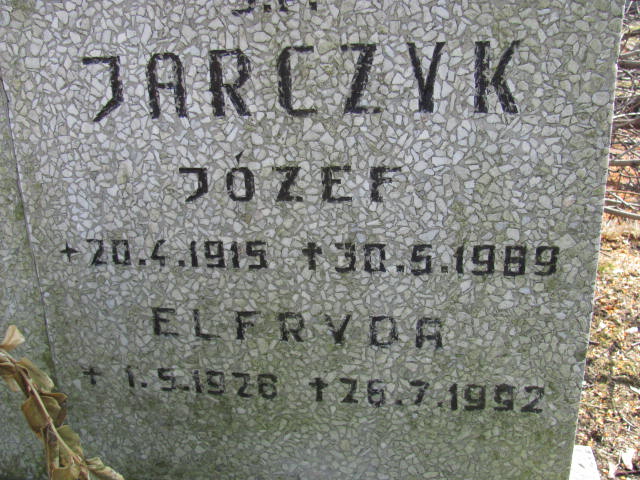 Ś.P.
JARCZYK
JÓZEF
+20.4.1915 †30.5.1989
ELFRYDA
+1.5.1926 †26.7.1992